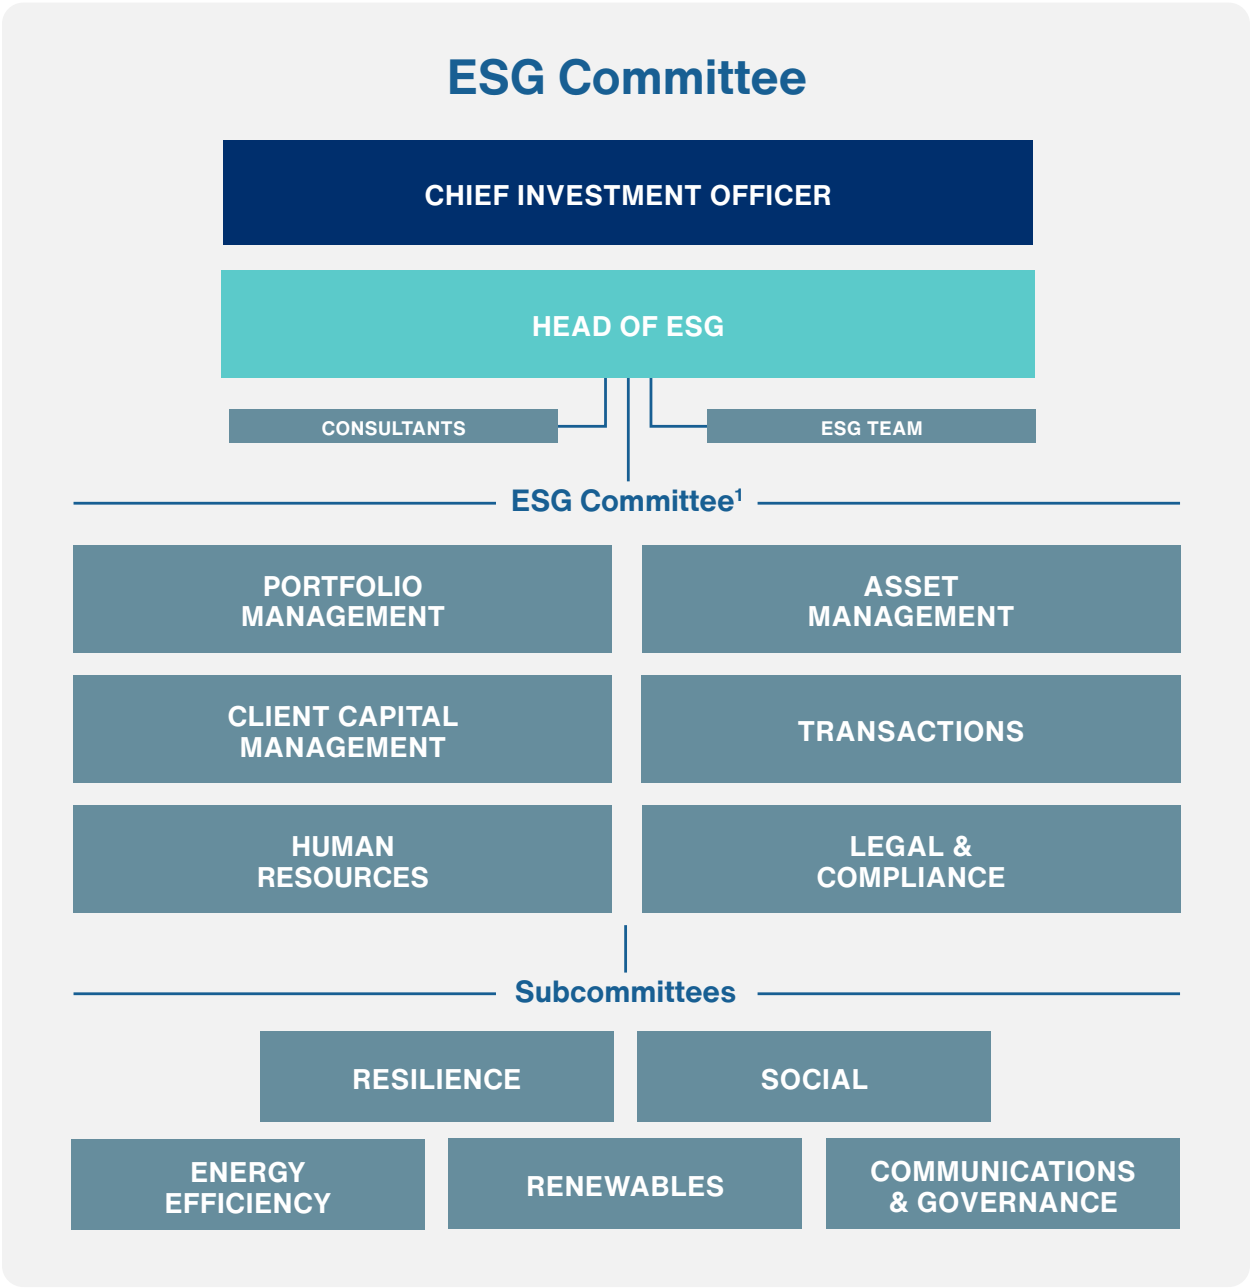 ESG Committee
CHIEF INVESTMENT OFFICER
HEAD OF ESG
CONSULTANTS
ESG TEAM
ESG Committee¹
PORTFOLIO
MANAGEMENT
ASSET
MANAGEMENT
CLIENT CAPITAL
MANAGEMENT
TRANSACTIONS
HUMAN
RESOURCES
LEGAL &
COMPLIANCE
Subcommittees
RESILIENCE
SOCIAL
ENERGY
EFFICIENCY
RENEWABLES
COMMUNICATIONS
& GOVERNANCE